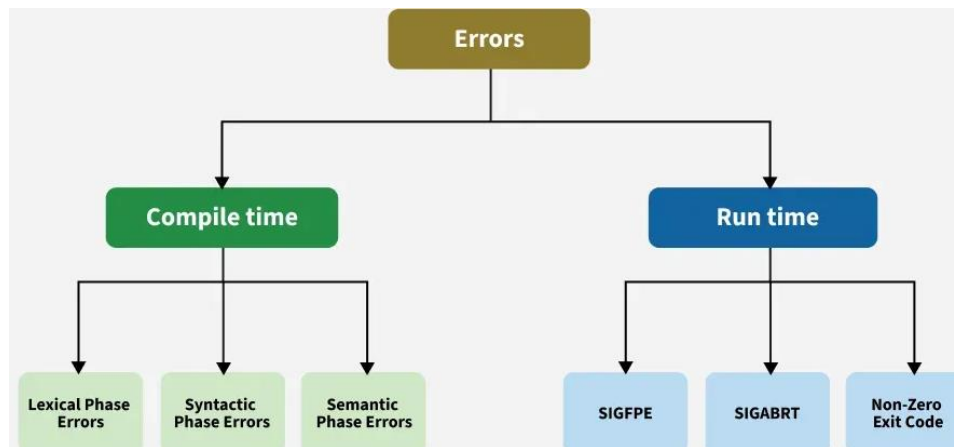 Errors
Compile time
Run time
Lexical Phase
Errors
Syntactic
Phase Errors
Semantic
Phase Errors
SIGFPE
SIGABRT
Non-Zero
Exit Code